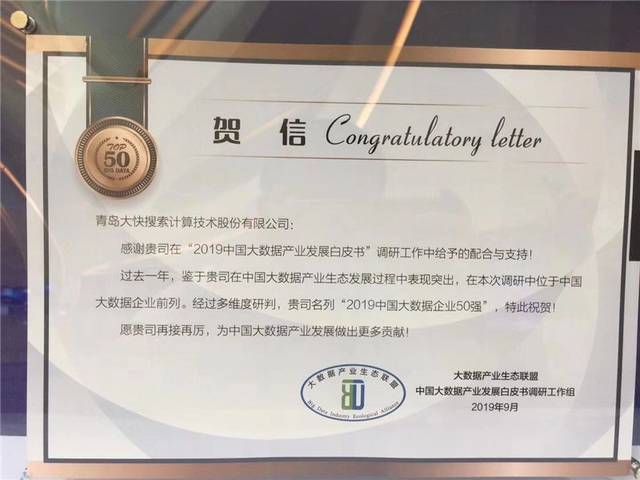 贺 信 Congratulatory letter
TOP
50
BIG DATA
青岛大快搜索计算技术股份有限公司：
感谢贵司在“2019中国大数据产业发展白皮书”调研工作中给予的配合与支持！
过去一年，鉴于贵司在中国大数据产业生态发展过程中表现突出，在本次调研中位于中国
大数据企业前列。经过多维度研判，贵司名列“2019中国大数据企业50强”，特此祝贺！
愿贵司再接再厉，为中国大数据产业发展做出更多贡献！
大数据产业生态联盟
Big Data Industry Ecological Alliance
大数据产业生态联盟
中国大数据产业发展白皮书调研工作组
2019年9月